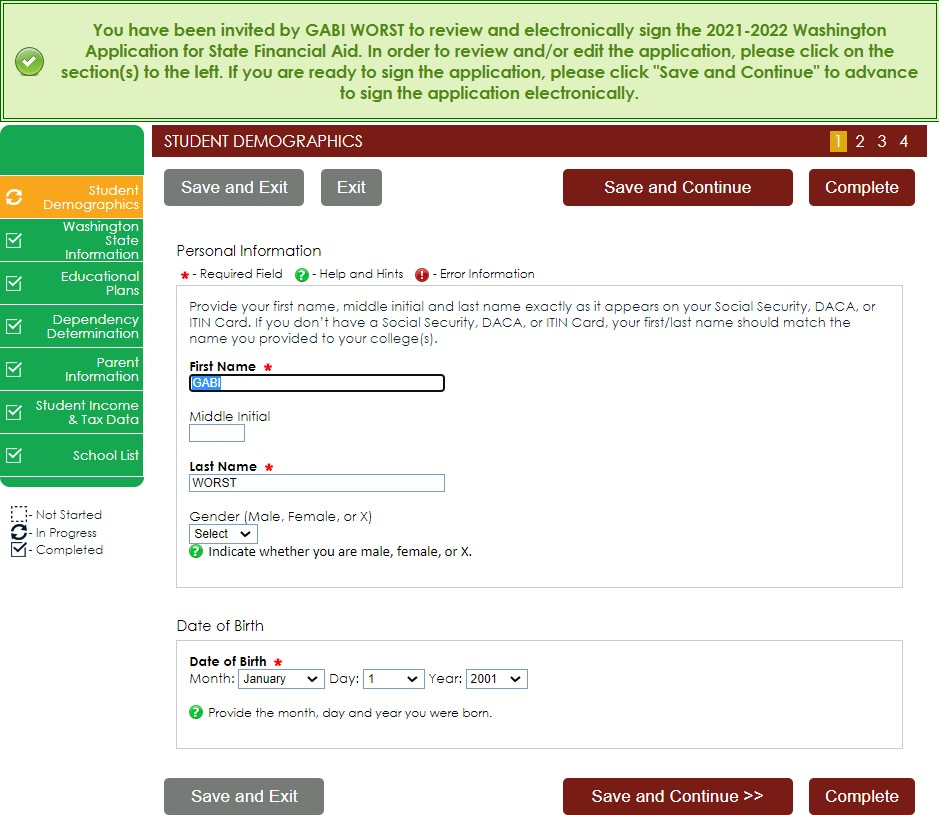 You have been invited by GABI WORST to review and electronically sign the 2021-2022 Washington
Application for State Financial Aid. In order to review and/or edit the application, please click on the
section(s) to the left. If you are ready to sign the application, please click "Save and Continue" to advance
to sign the application electronically.
STUDENT DEMOGRAPHICS
1 2 3 4
Student
Demographics
Washington
State
Information
Educational
Plans
Dependency
Determination
Parent
Information
Student Income
& Tax Data
School List
- Not Started
- In Progress
- Completed
Save and Exit Exit Save and Continue Complete
Personal Information
* - Required Field ? - Help and Hints ! - Error Information
Provide your first name, middle initial and last name exactly as it appears on your Social Security, DACA, or
ITIN Card. If you don't have a Social Security, DACA, or ITIN Card, your first/last name should match the
name you provided to your college(s).
First Name *
GABI
Middle Initial
Last Name *
WORST
Gender (Male, Female, or X)
Select
? Indicate whether you are male, female, or X.
Date of Birth
Date of Birth *
Month: January Day: 1 Year: 2001
? Provide the month, day and year you were born.
Save and Exit Save and Continue >> Complete